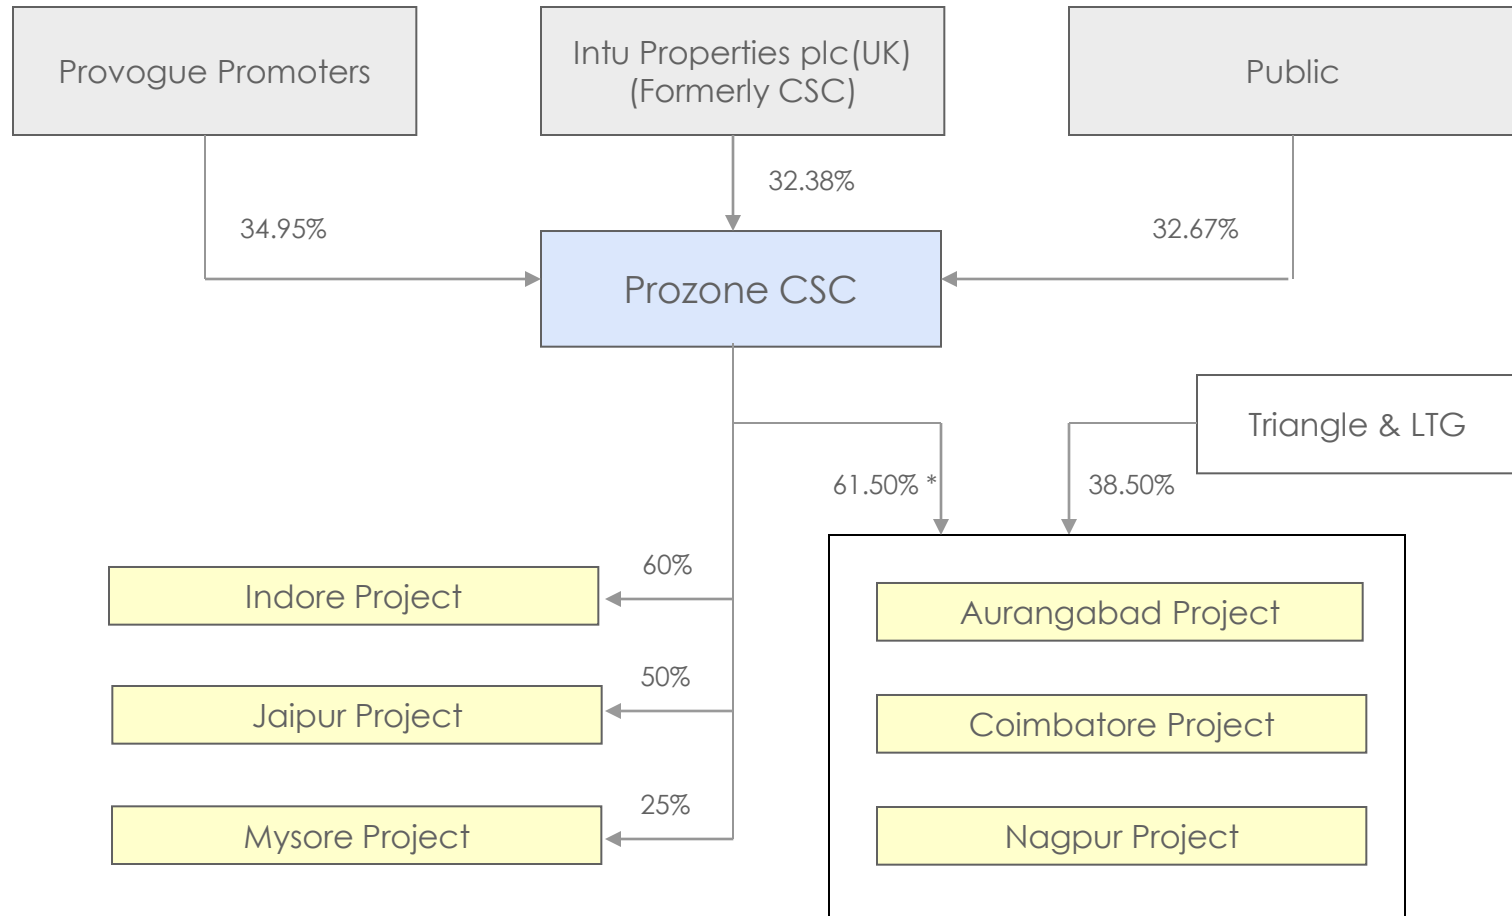 Provogue Promoters
Intu Properties plc(UK)
(Formerly CSC)
Public
32.38%
34.95%
32.67%
Prozone CSC
Triangle & LTG
61.50% *
38.50%
60%
Indore Project
Aurangabad Project
50%
Jaipur Project
Coimbatore Project
25%
Mysore Project
Nagpur Project